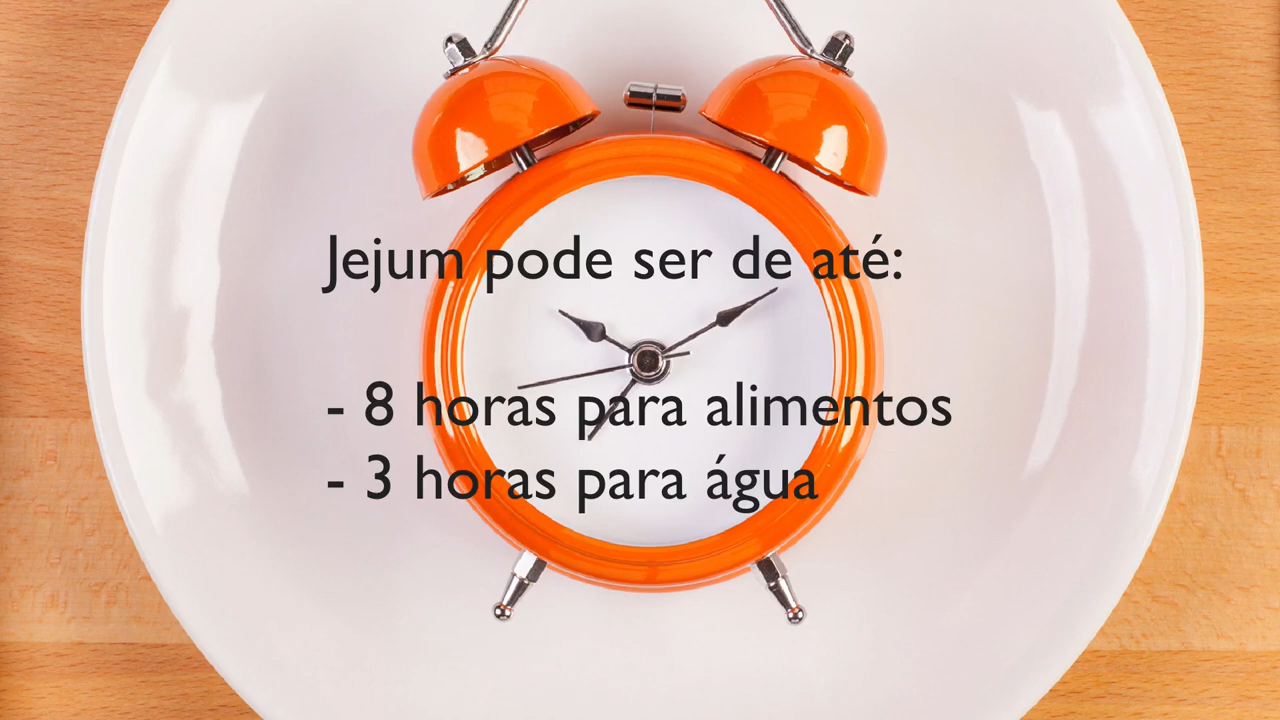 Jejum pode ser de até:
- 8 horas para alimentos
- 3 horas para água